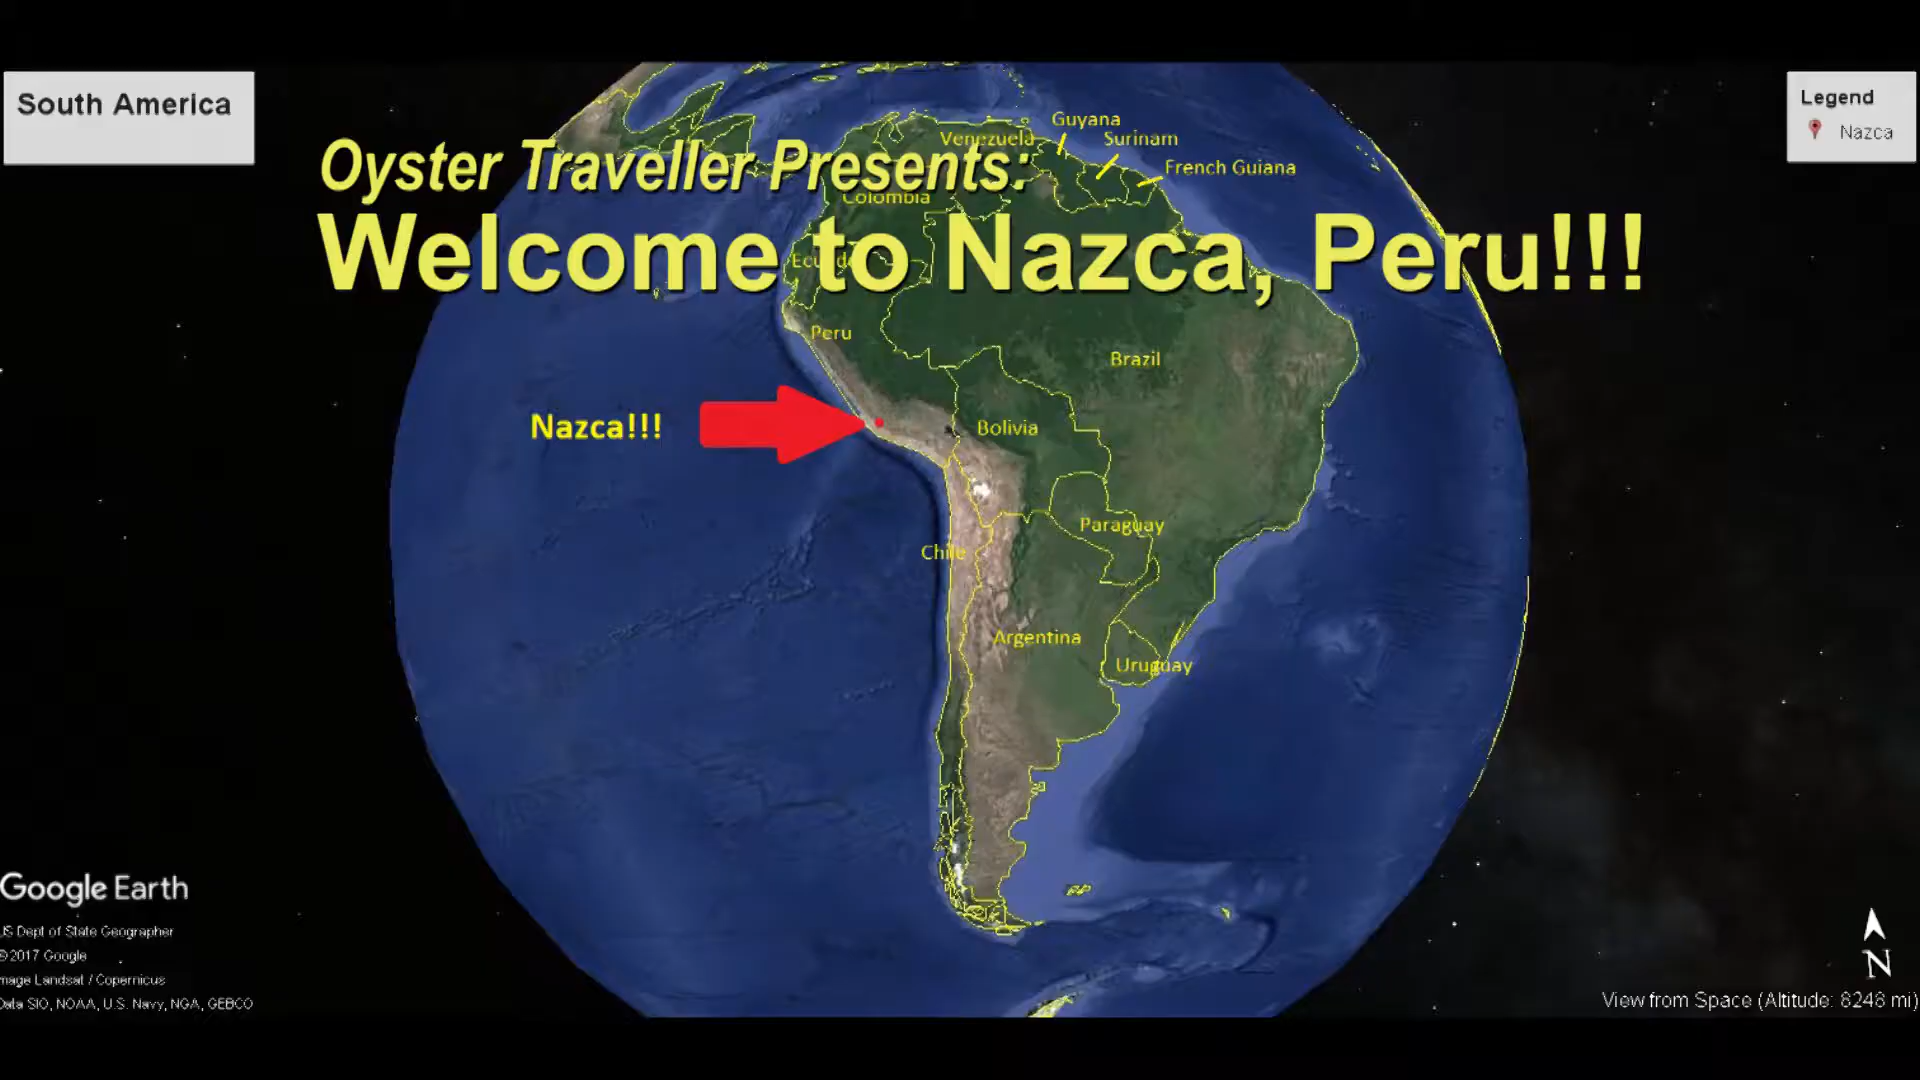 South America
Legend
Nazca
Oyster Traveller Presents:
Welcome to Nazca, Peru!!!
Guyana
Venezuela
Surinam
French Guiana
Colombia
Peru
Brazil
Nazca!!!
Bolivia
Paraguay
Chile
Argentina
Uruguay
Google Earth
US Dept of State Geographer
©2017 Google
mage Landsat / Copernicus
Data SIO, NOAA, U.S. Navy, NGA, GEBCO
N
View from Space (Altitude: 8248 mi)